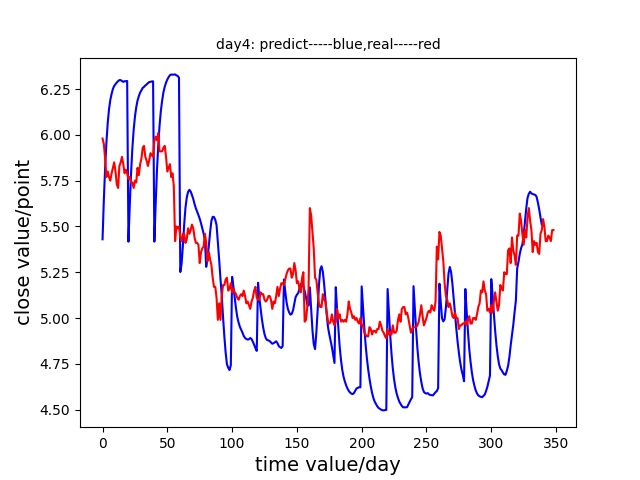 day4: predict-----blue,real-----red
close value/point
6.25
6.00
5.75
5.50
5.25
5.00
4.75
4.50
0 50 100 150 200 250 300 350
time value/day